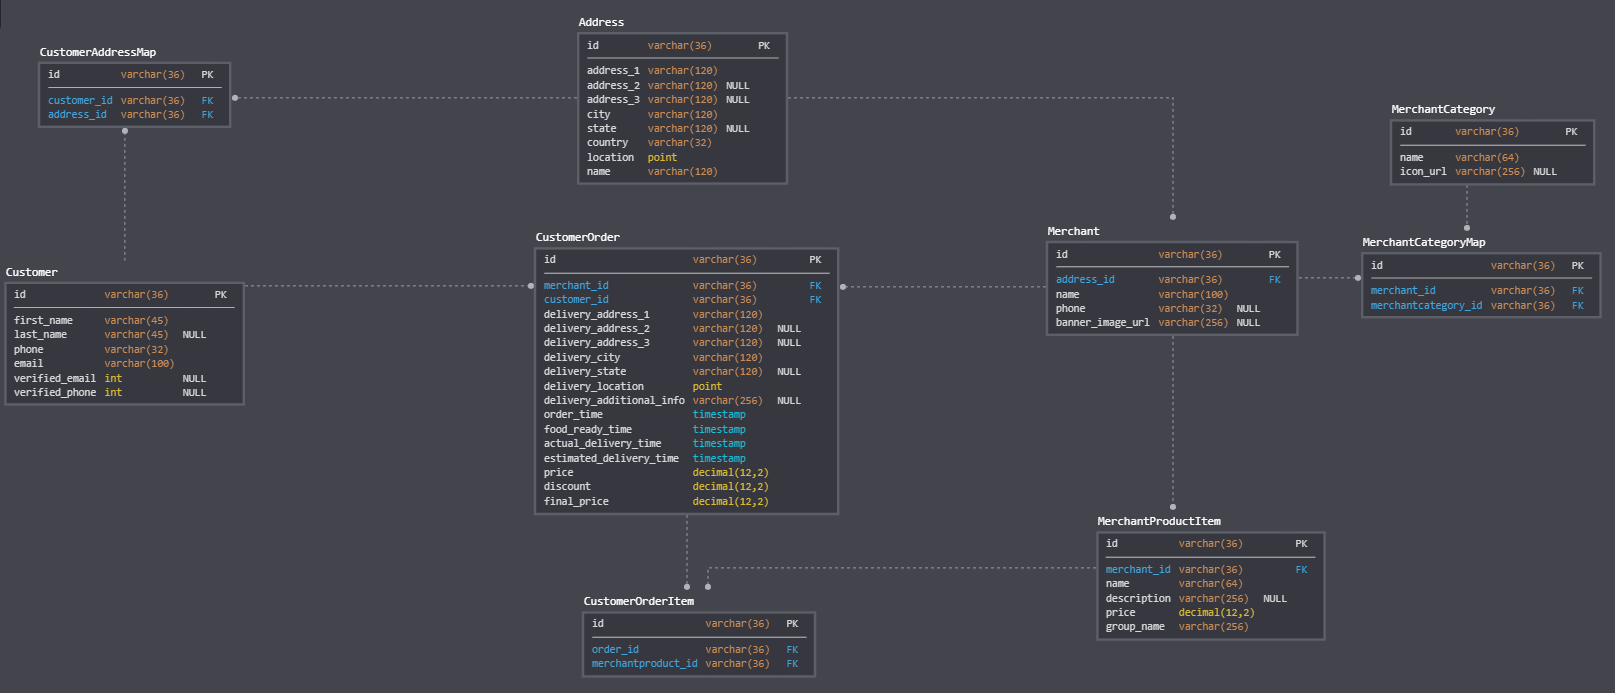 Address
id varchar(36) PK
address_1 varchar(120)
address_2 varchar(120) NULL
address_3 varchar(120) NULL
city varchar(120)
state varchar(120) NULL
country varchar(32)
location point
name varchar(120)
CustomerAddressMap
id varchar(36) PK
customer_id varchar(36) FK
address_id varchar(36) FK
MerchantCategory
id varchar(36) PK
name varchar(64)
icon_url varchar(256) NULL
Customer
id varchar(36) PK
first_name varchar(45)
last_name varchar(45) NULL
phone varchar(32)
email varchar(100)
verified_email int NULL
verified_phone int NULL
CustomerOrder
id varchar(36) PK
merchant_id varchar(36) FK
customer_id varchar(36) FK
delivery_address_1 varchar(120)
delivery_address_2 varchar(120) NULL
delivery_address_3 varchar(120) NULL
delivery_city varchar(120)
delivery_state varchar(120) NULL
delivery_location point
delivery_additional_info varchar(256) NULL
order_time timestamp
food_ready_time timestamp
actual_delivery_time timestamp
estimated_delivery_time timestamp
price decimal(12,2)
discount decimal(12,2)
final_price decimal(12,2)
Merchant
id varchar(36) PK
address_id varchar(36) FK
name varchar(100)
phone varchar(32) NULL
banner_image_url varchar(256) NULL
MerchantCategoryMap
id varchar(36) PK
merchant_id varchar(36) FK
merchantcategory_id varchar(36) FK
CustomerOrderItem
id varchar(36) PK
order_id varchar(36) FK
merchantproduct_id varchar(36) FK
MerchantProductItem
id varchar(36) PK
merchant_id varchar(36) FK
name varchar(64)
description varchar(256) NULL
price decimal(12,2)
group_name varchar(256)